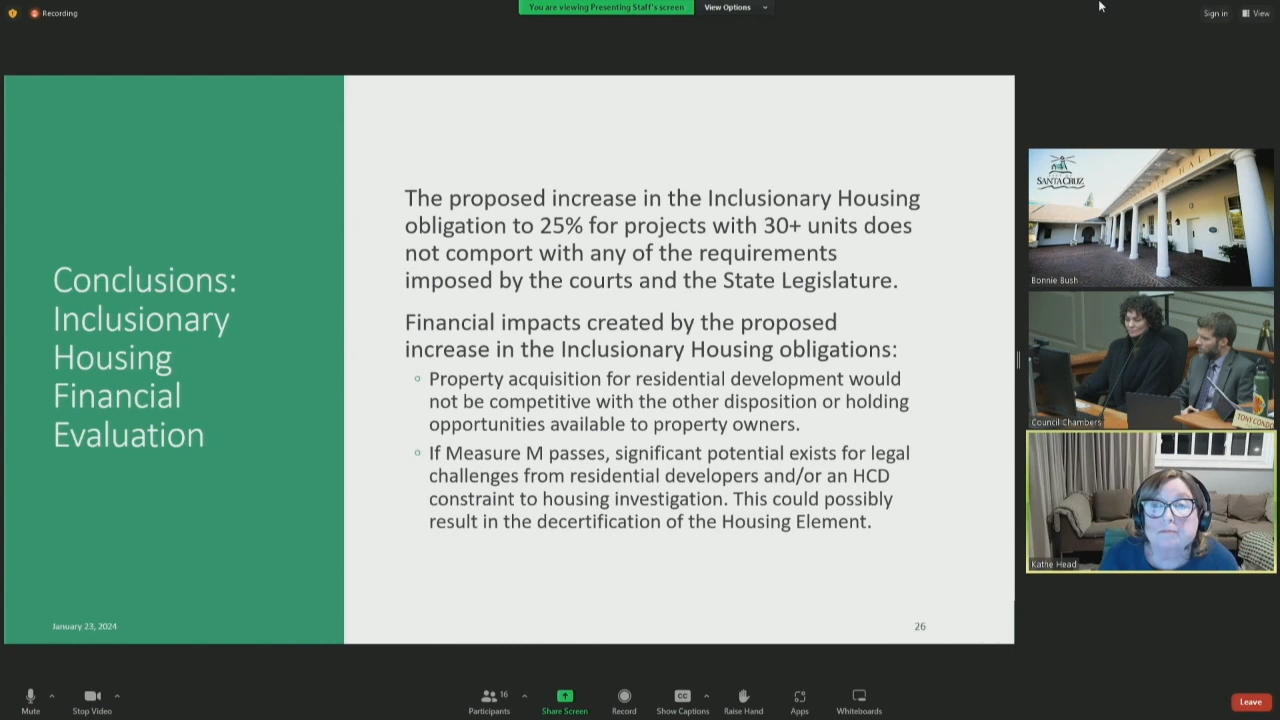 Recording
You are viewing Presenting Staff's screen
View Options
Sign in
View
Conclusions:
Inclusionary
Housing
Financial
Evaluation
January 23, 2024
The proposed increase in the Inclusionary Housing
obligation to 25% for projects with 30+ units does
not comport with any of the requirements
imposed by the courts and the State Legislature.
Financial impacts created by the proposed
increase in the Inclusionary Housing obligations:
Property acquisition for residential development would
not be competitive with the other disposition or holding
opportunities available to property owners.
If Measure M passes, significant potential exists for legal
challenges from residential developers and/or an HCD
constraint to housing investigation. This could possibly
result in the decertification of the Housing Element.
26
SANTA CRUZ
HALL
Bonnie Bush
Council Chambers
TONY
Kathe Head
Mute
Stop Video
Participants
16
Share Screen
Record
CC
Show Captions
Raise Hand
Apps
Whiteboards
Leave